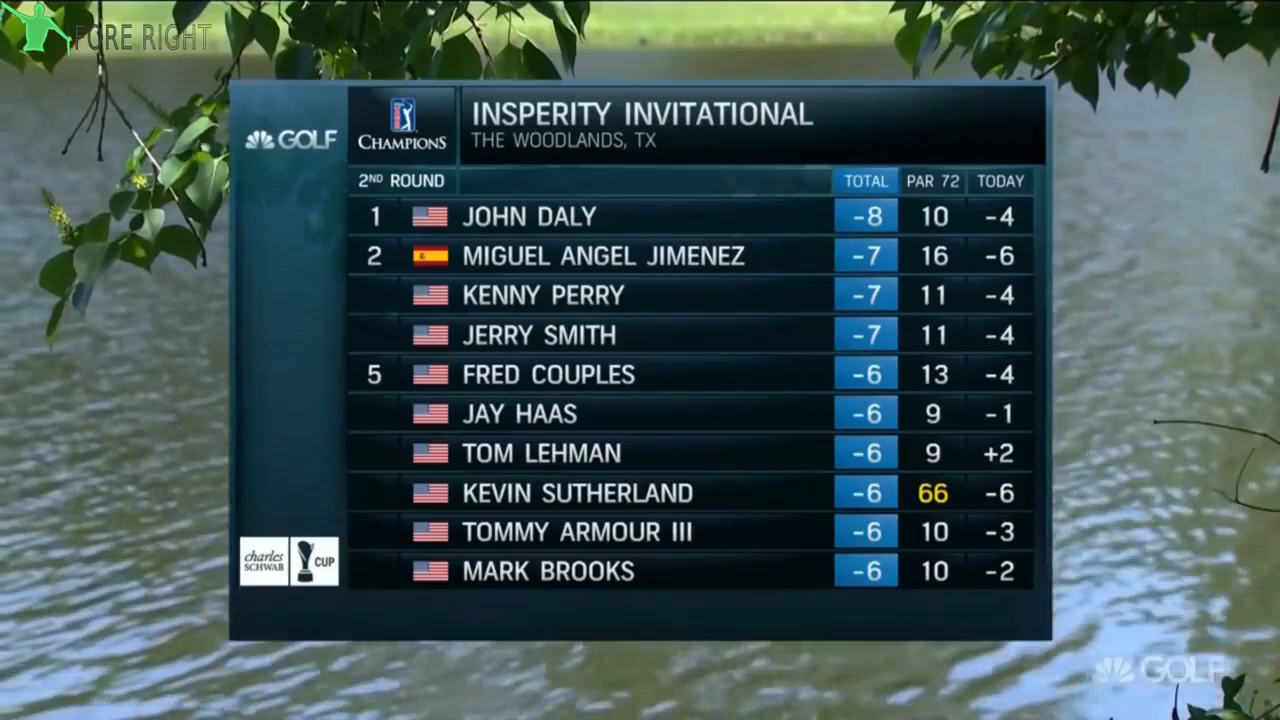 FORE RIGHT
GOLF
CHAMPIONS
INSPERITY INVITATIONAL
THE WOODLANDS, TX
2ND ROUND TOTAL PAR 72 TODAY
1 JOHN DALY -8 10 -4
2 MIGUEL ANGEL JIMENEZ -7 16 -6
KENNY PERRY -7 11 -4
JERRY SMITH -7 11 -4
5 FRED COUPLES -6 13 -4
JAY HAAS -6 9 -1
TOM LEHMAN -6 9 +2
KEVIN SUTHERLAND -6 66 -6
TOMMY ARMOUR III -6 10 -3
MARK BROOKS -6 10 -2
charles SCHWAB CUP
GOLF